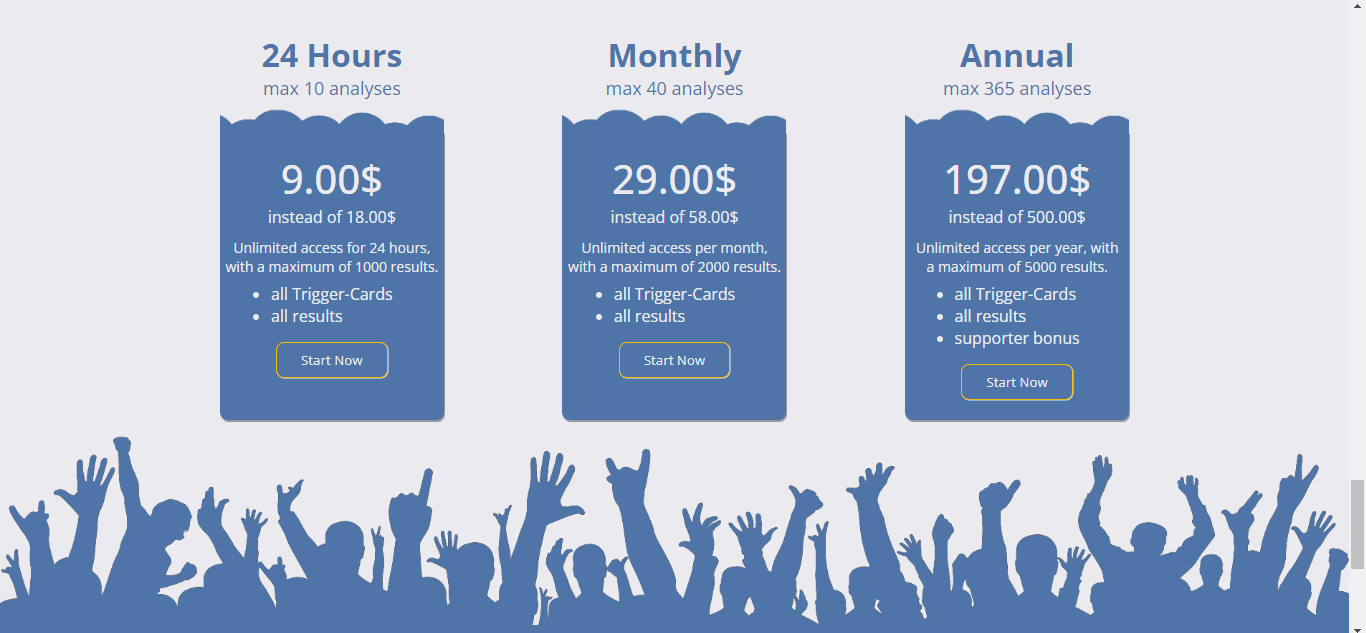 24 Hours
max 10 analyses
9.00$
instead of 18.00$
Unlimited access for 24 hours,
with a maximum of 1000 results.
all Trigger-Cards
all results
Start Now
Monthly
max 40 analyses
29.00$
instead of 58.00$
Unlimited access per month,
with a maximum of 2000 results.
all Trigger-Cards
all results
Start Now
Annual
max 365 analyses
197.00$
instead of 500.00$
Unlimited access per year, with
a maximum of 5000 results.
all Trigger-Cards
all results
supporter bonus
Start Now